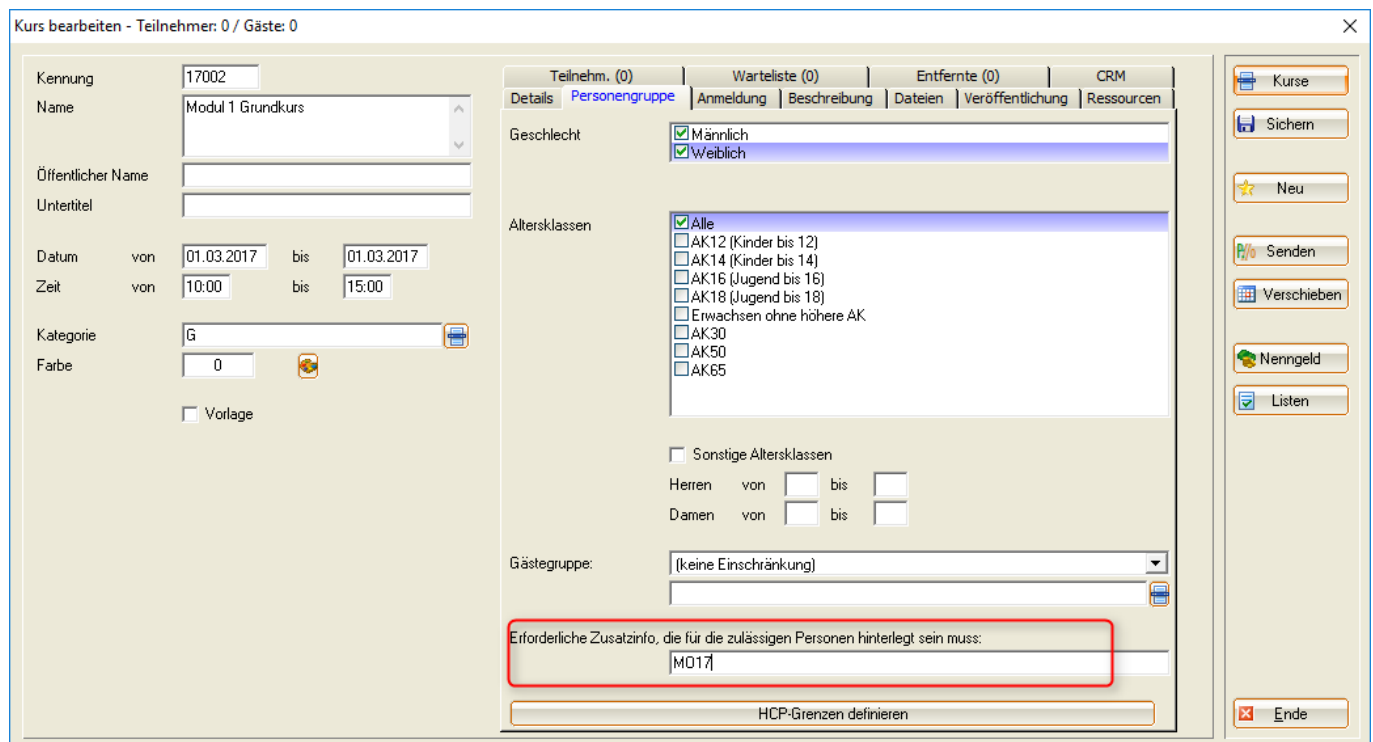 Kurs bearbeiten - Teilnehmer: 0 / Gäste: 0
Kennung 17002
Name Modul 1 Grundkurs
Öffentlicher Name
Untertitel
Datum von 01.03.2017 bis 01.03.2017
Zeit von 10:00 bis 15:00
Kategorie G
Farbe 0
Vorlage
Teilnehm. (0) Warteliste (0) Entfernte (0) CRM
Details Personengruppe Anmeldung Beschreibung Dateien Veröffentlichung Ressourcen
Geschlecht Männlich
Weiblich
Altersklassen Alle
AK12 (Kinder bis 12)
AK14 (Kinder bis 14)
AK16 (Jugend bis 16)
AK18 (Jugend bis 18)
Erwachsen ohne höhere AK
AK30
AK50
AK65
Sonstige Altersklassen
Herren von bis
Damen von bis
Gästegruppe: (keine Einschränkung)
Erforderliche Zusatzinfo, die für die zulässigen Personen hinterlegt sein muss:
MO17
HCP-Grenzen definieren
Kurse
Sichern
Neu
Senden
Verschieben
Nenngeld
Listen
Ende